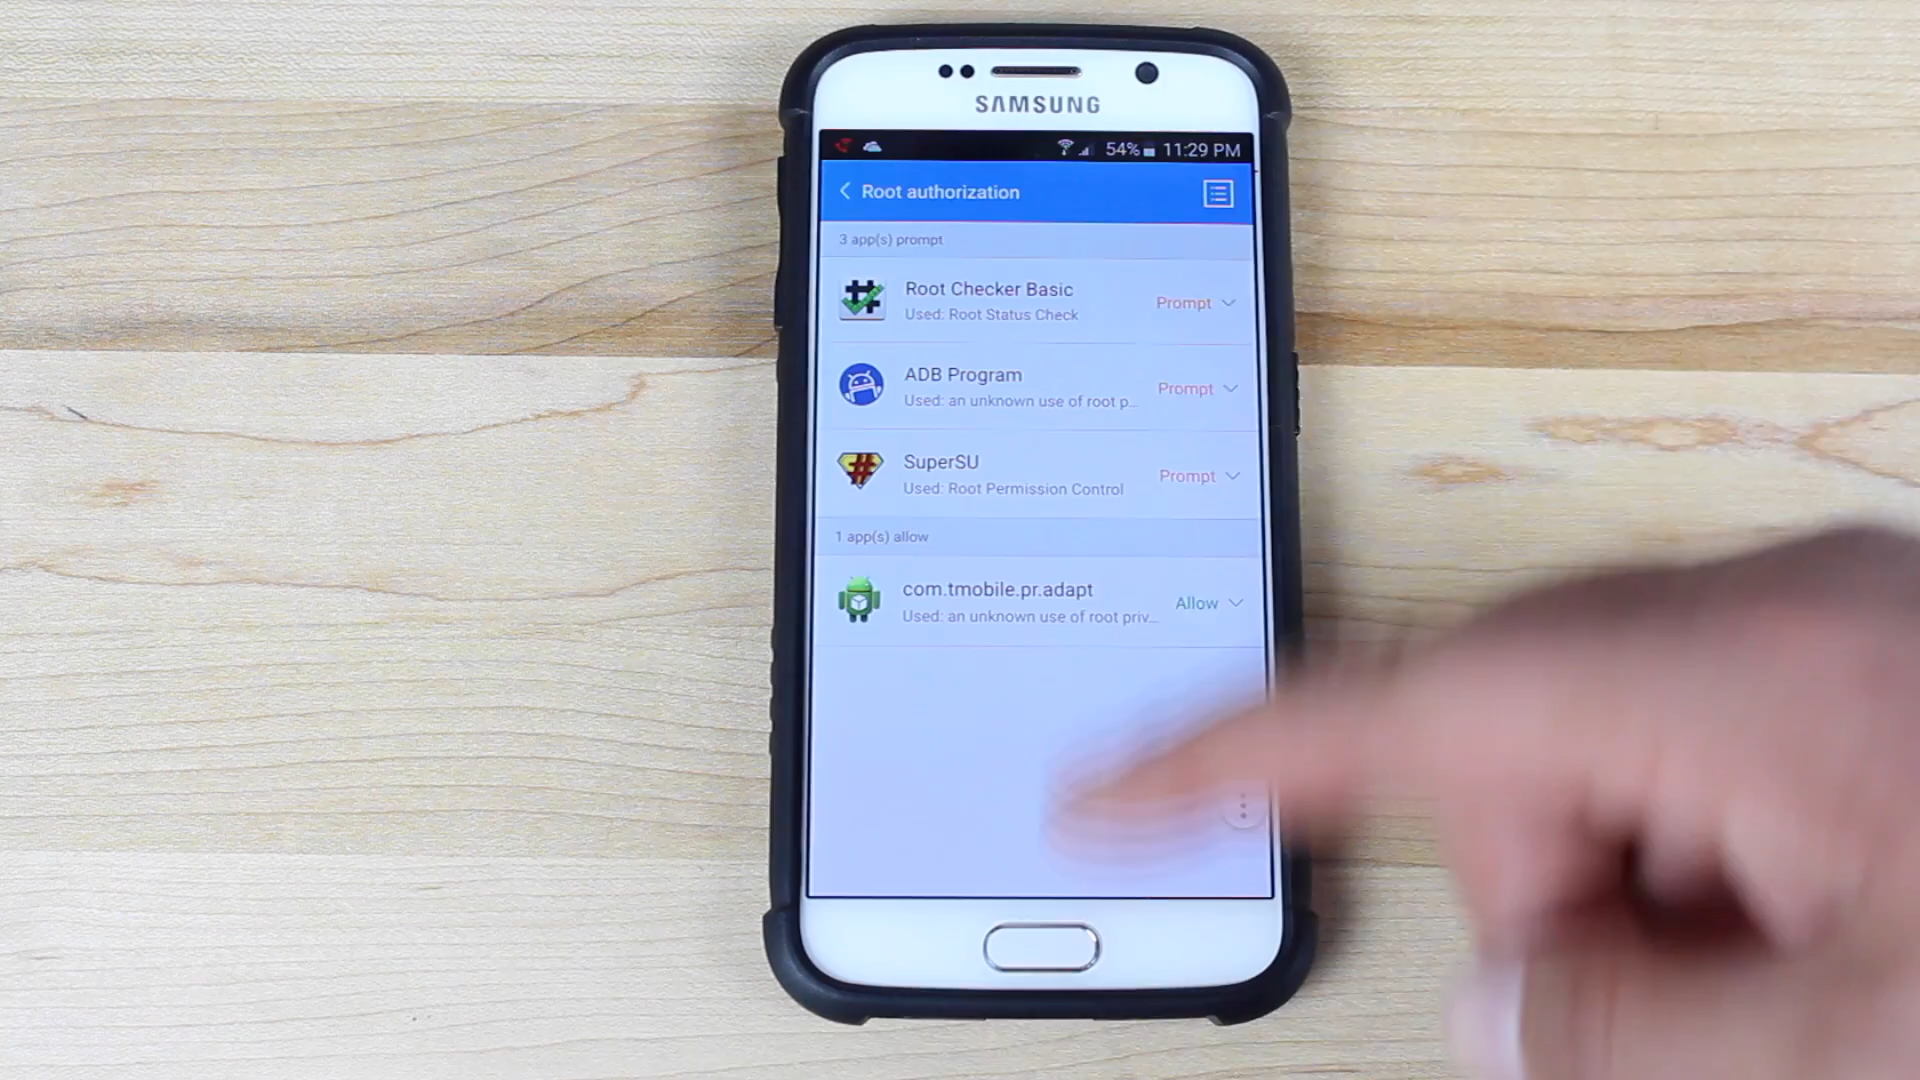 SAMSUNG
54% 11:29 PM
Root authorization
3 app(s) prompt
Root Checker Basic
Used: Root Status Check
Prompt
ADB Program
Used: an unknown use of root p...
Prompt
SuperSU
Used: Root Permission Control
Prompt
1 app(s) allow
com.tmobile.pr.adapt
Used: an unknown use of root priv...
Allow